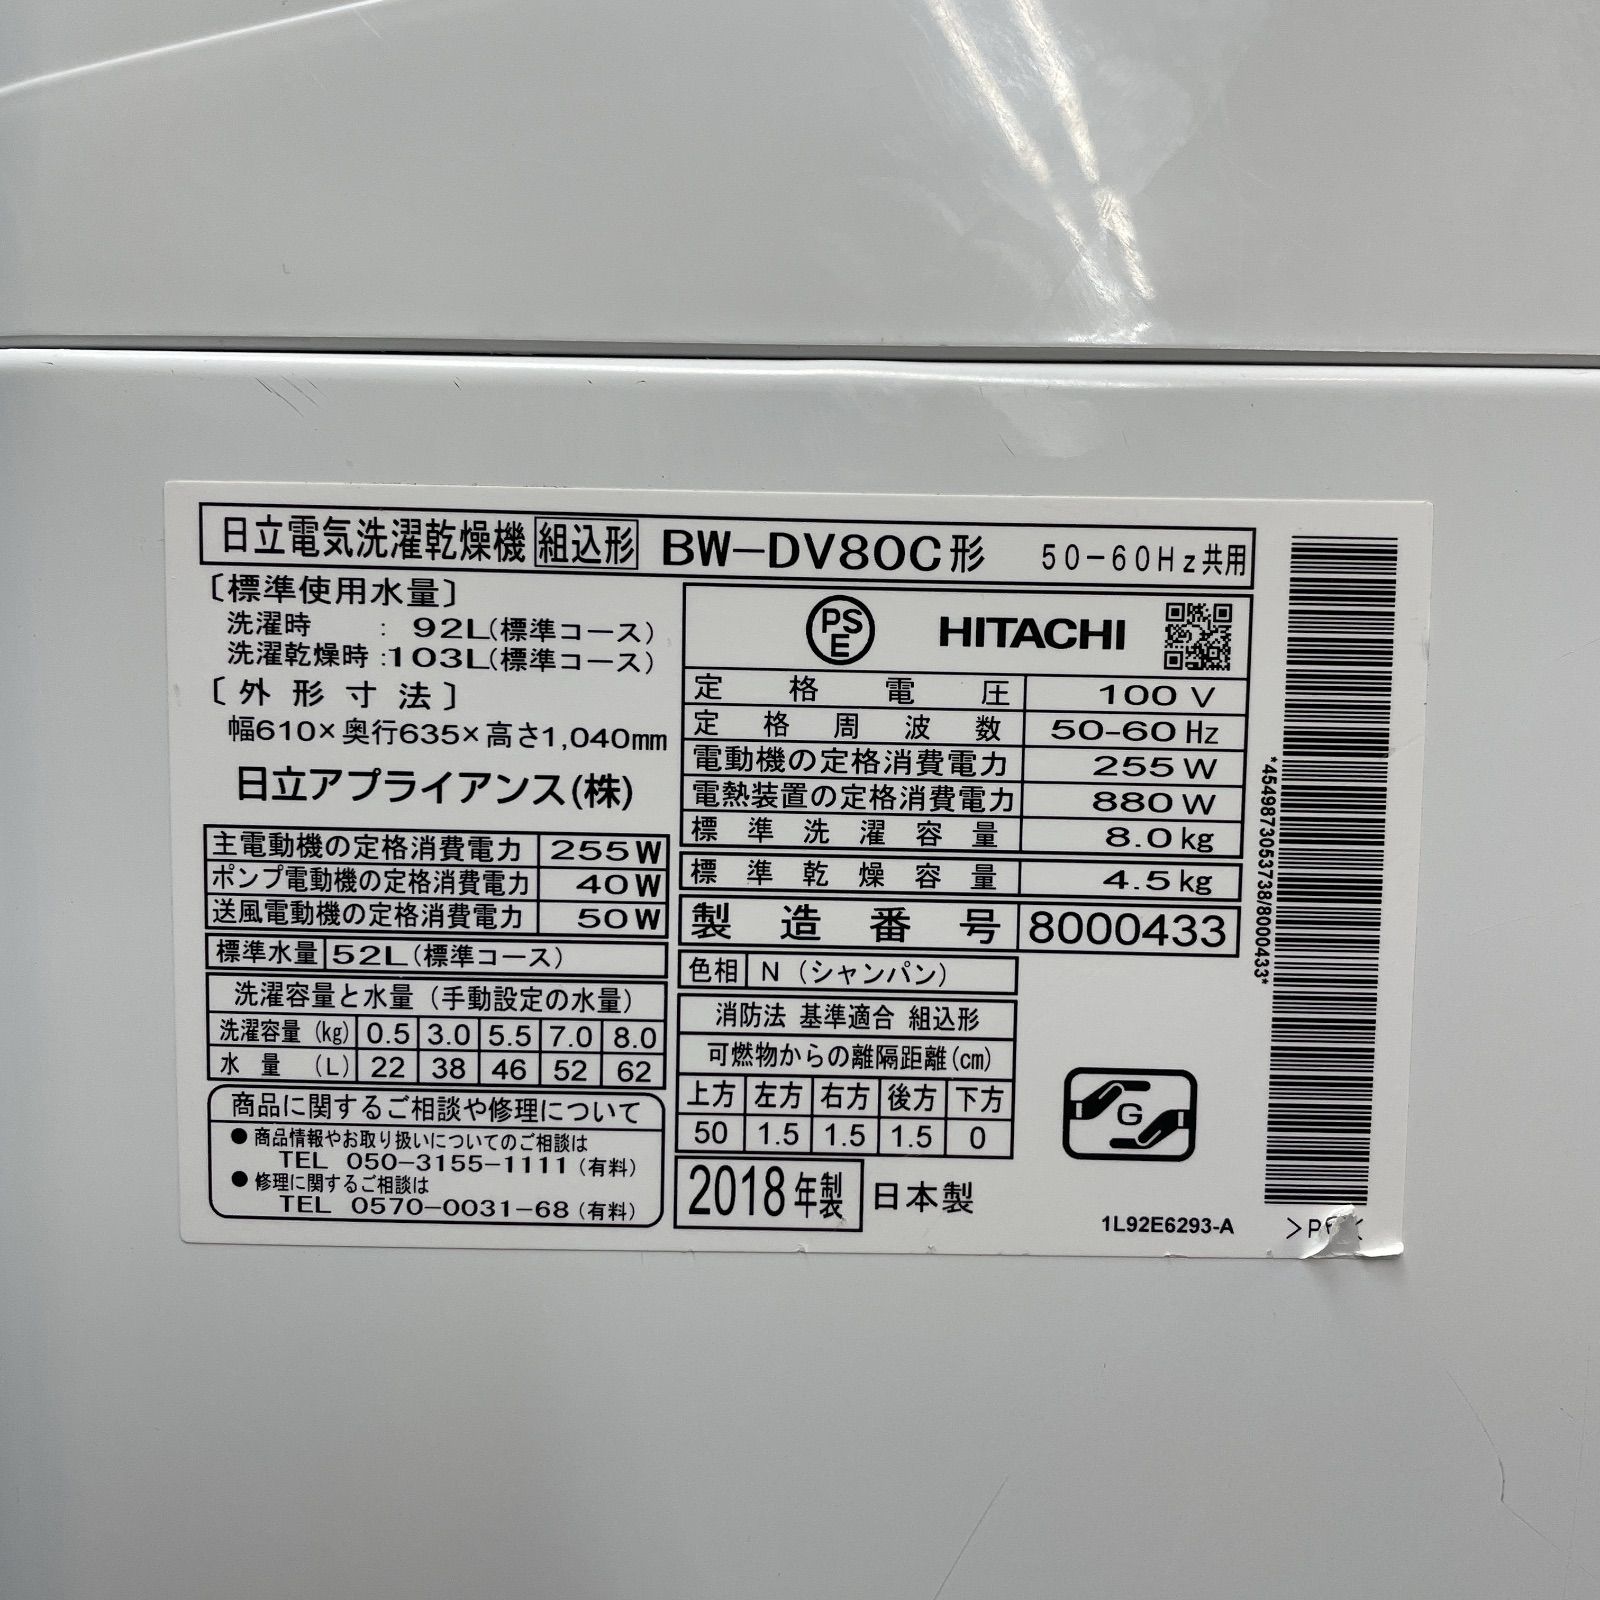 日立電気洗濯乾燥機 組込形 BW-DV80C形 50-60Hz共用
〔標準使用水量〕
洗濯時 : 92L(標準コース)
洗濯乾燥時:103L(標準コース)
〔外形寸法〕
幅610×奥行635×高さ1,040mm
日立アプライアンス(株)
主電動機の定格消費電力 255W
ポンプ電動機の定格消費電力 40W
送風電動機の定格消費電力 50W
標準水量 52L(標準コース)
洗濯容量と水量(手動設定の水量)
洗濯容量(kg) 0.5 3.0 5.5 7.0 8.0
水量(L) 22 38 46 52 62
商品に関するご相談や修理について
●商品情報やお取り扱いについてのご相談は
TEL 050-3155-1111(有料)
●修理に関するご相談は
TEL 0570-0031-68(有料)
PS
E
HITACHI
定格電圧 100V
定格周波数 50-60Hz
電動機の定格消費電力 255W
電熱装置の定格消費電力 880W
標準洗濯容量 8.0kg
標準乾燥容量 4.5kg
製造番号 8000433
色相 N(シャンパン)
消防法 基準適合 組込形
可燃物からの離隔距離(cm)
上方 左方 右方 後方 下方
50 1.5 1.5 1.5 0
2018年製 日本製
G
1L92E6293-A
*4549873053738/8000433*